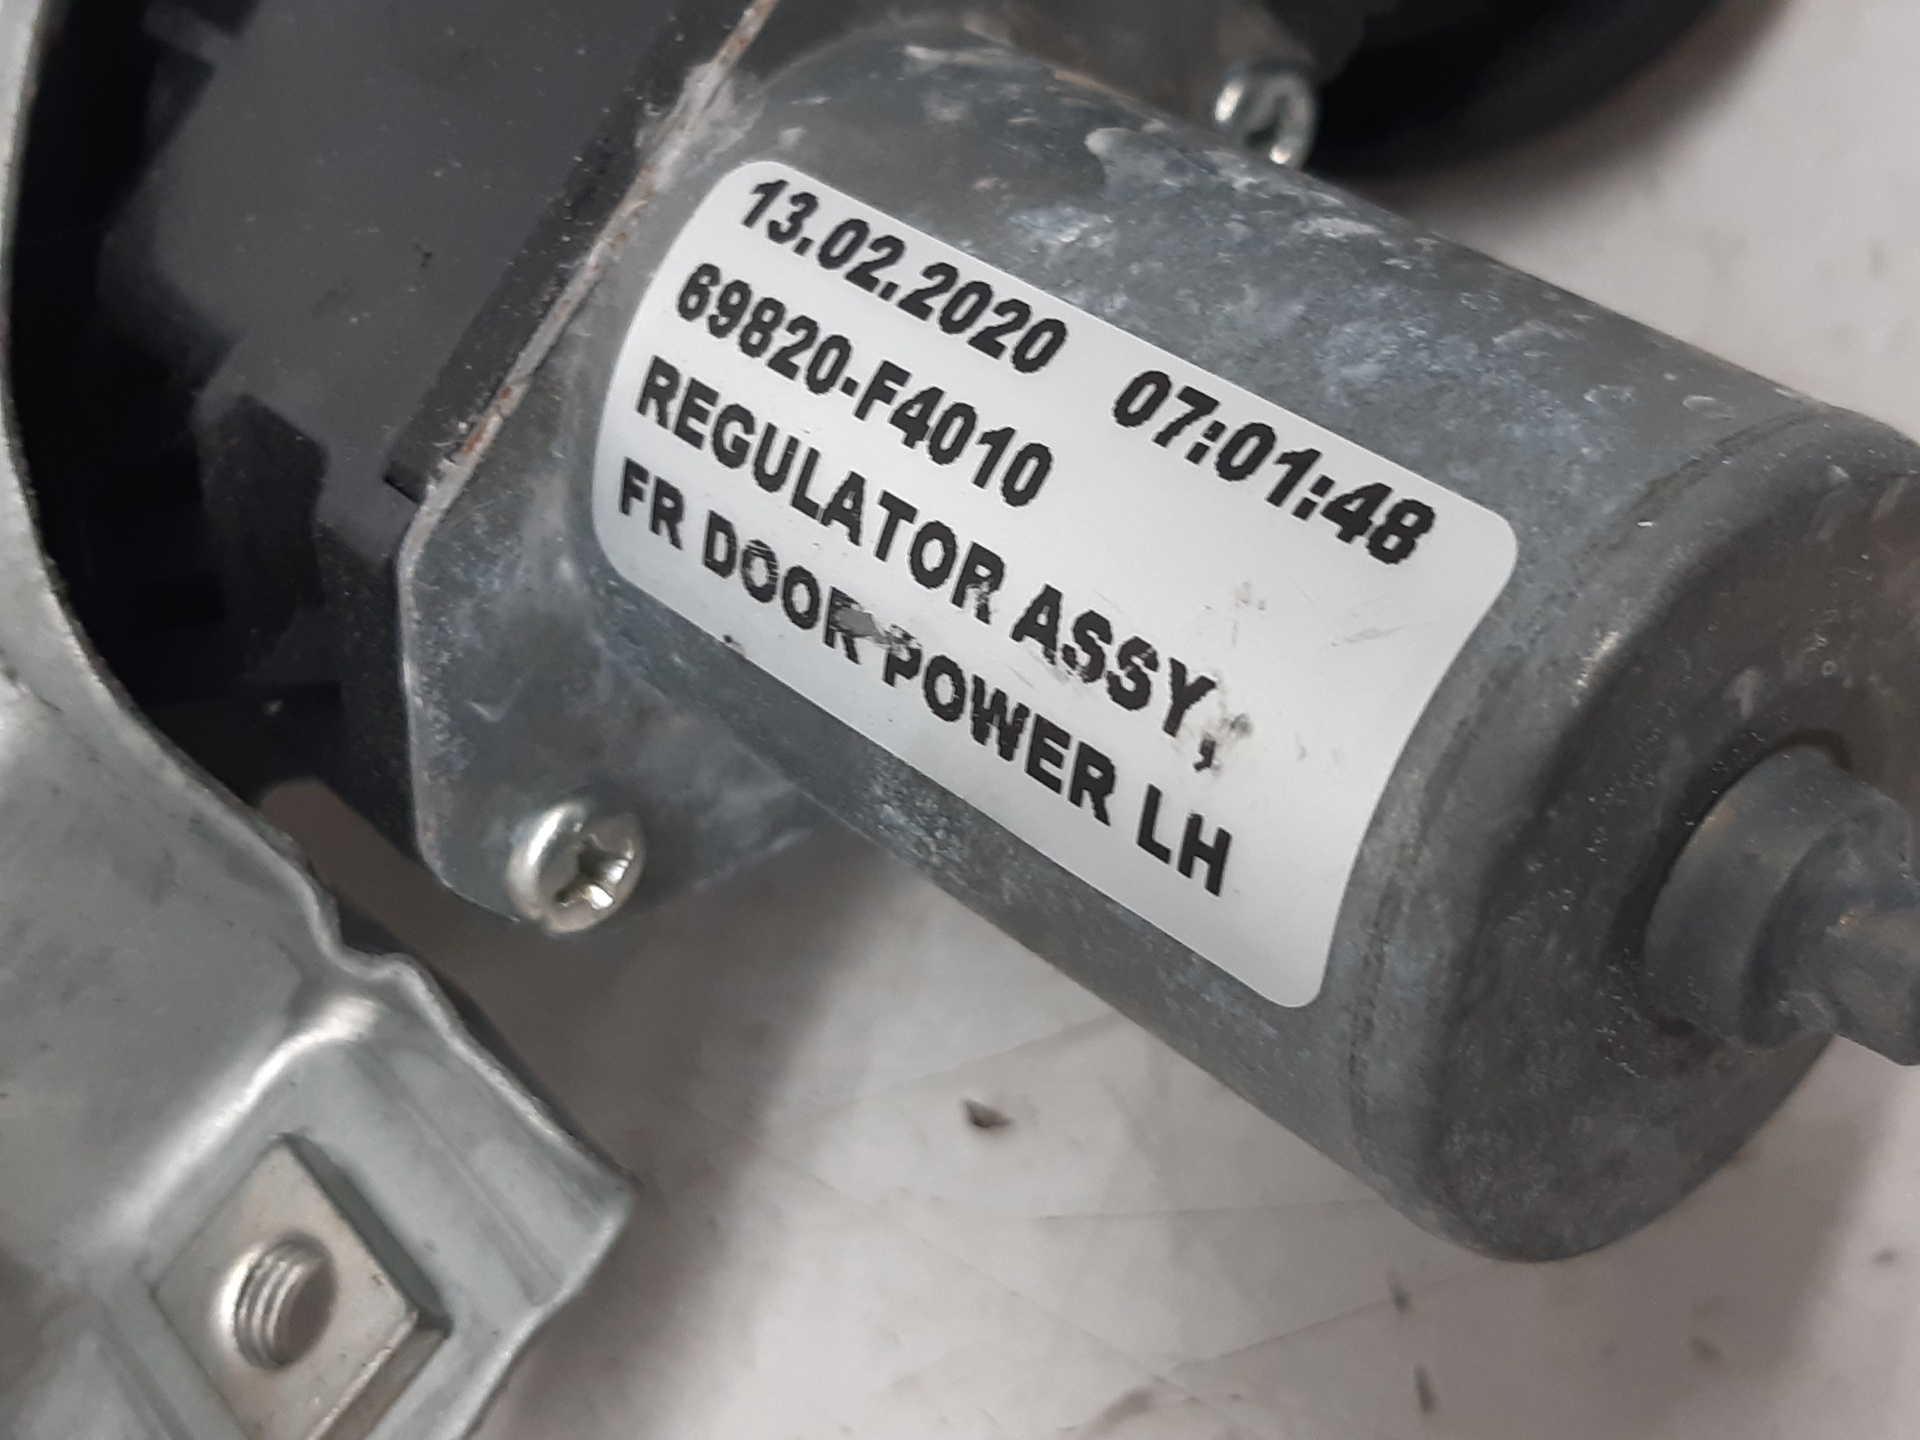 13.02.2020 07:01:48
69820-F4010
REGULATOR ASSY,
FR DOOR POWER LH